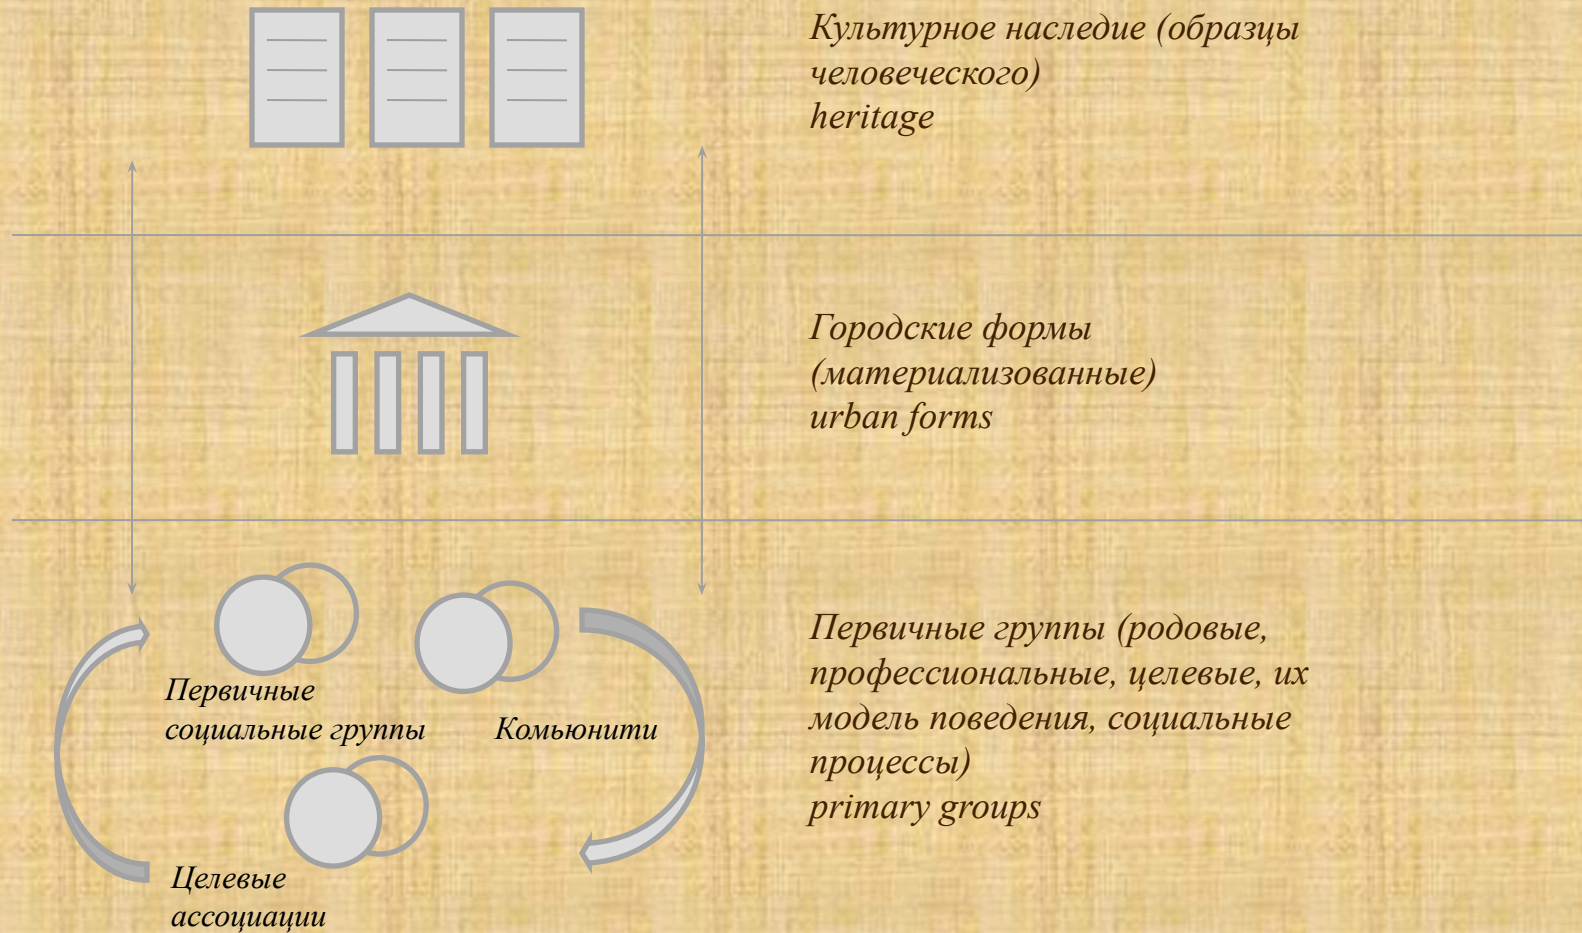 Культурное наследие (образцы
человеческого)
heritage
Городские формы
(материализованные)
urban forms
Первичные
социальные группы
Комьюнити
Целевые
ассоциации
Первичные группы (родовые,
профессиональные, целевые, их
модель поведения, социальные
процессы)
primary groups